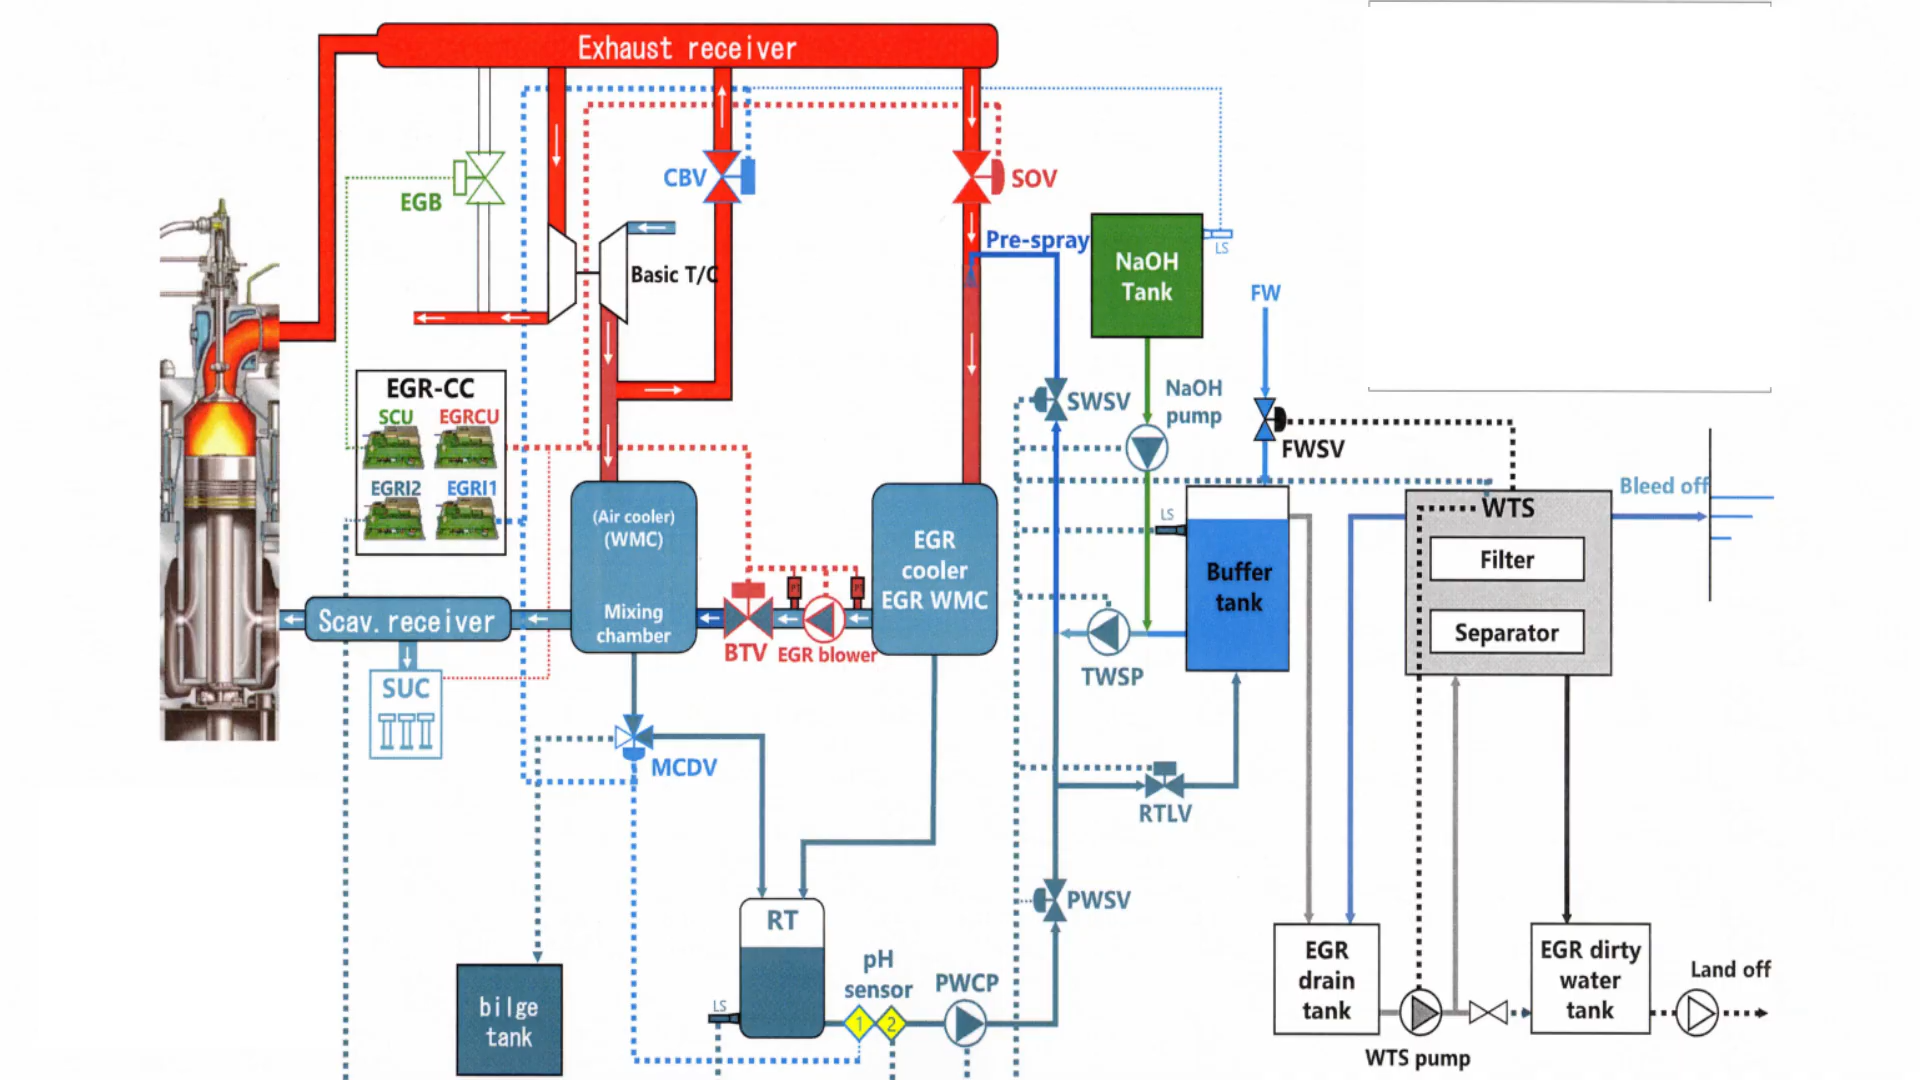 Exhaust receiver
CBV
SOV
EGB
Pre-spray
LS
Basic T/C
NaOH
Tank
FW
EGR-CC
SCU
EGRCU
EGRI2
EGRI1
SWSV
NaOH
pump
FWSV
WTS
Bleed off
(Air cooler)
(WMC)
Mixing
chamber
EGR
cooler
EGR WMC
LS
Buffer
tank
Filter
Separator
Scav. receiver
BTV
EGR blower
TWSP
SUC
MCDV
RTLV
PWSV
RT
pH
sensor
PWCP
bilge
tank
LS
1
2
EGR
drain
tank
EGR dirty
water
tank
Land off
WTS pump